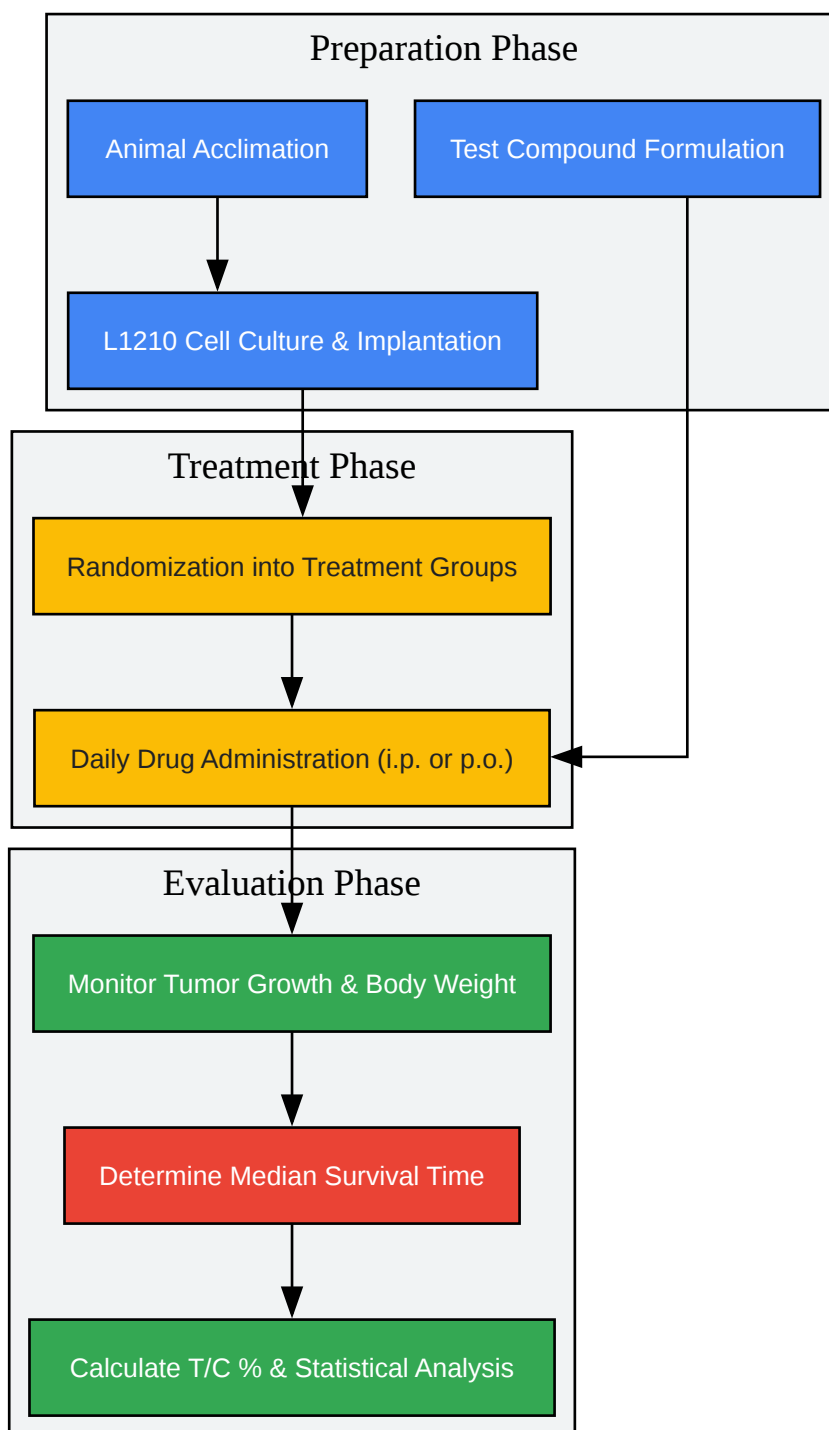 Preparation Phase
Animal Acclimation
Test Compound Formulation
L1210 Cell Culture & Implantation
Treatment Phase
Randomization into Treatment Groups
Daily Drug Administration (i.p. or p.o.)
Evaluation Phase
Monitor Tumor Growth & Body Weight
Determine Median Survival Time
Calculate T/C % & Statistical Analysis